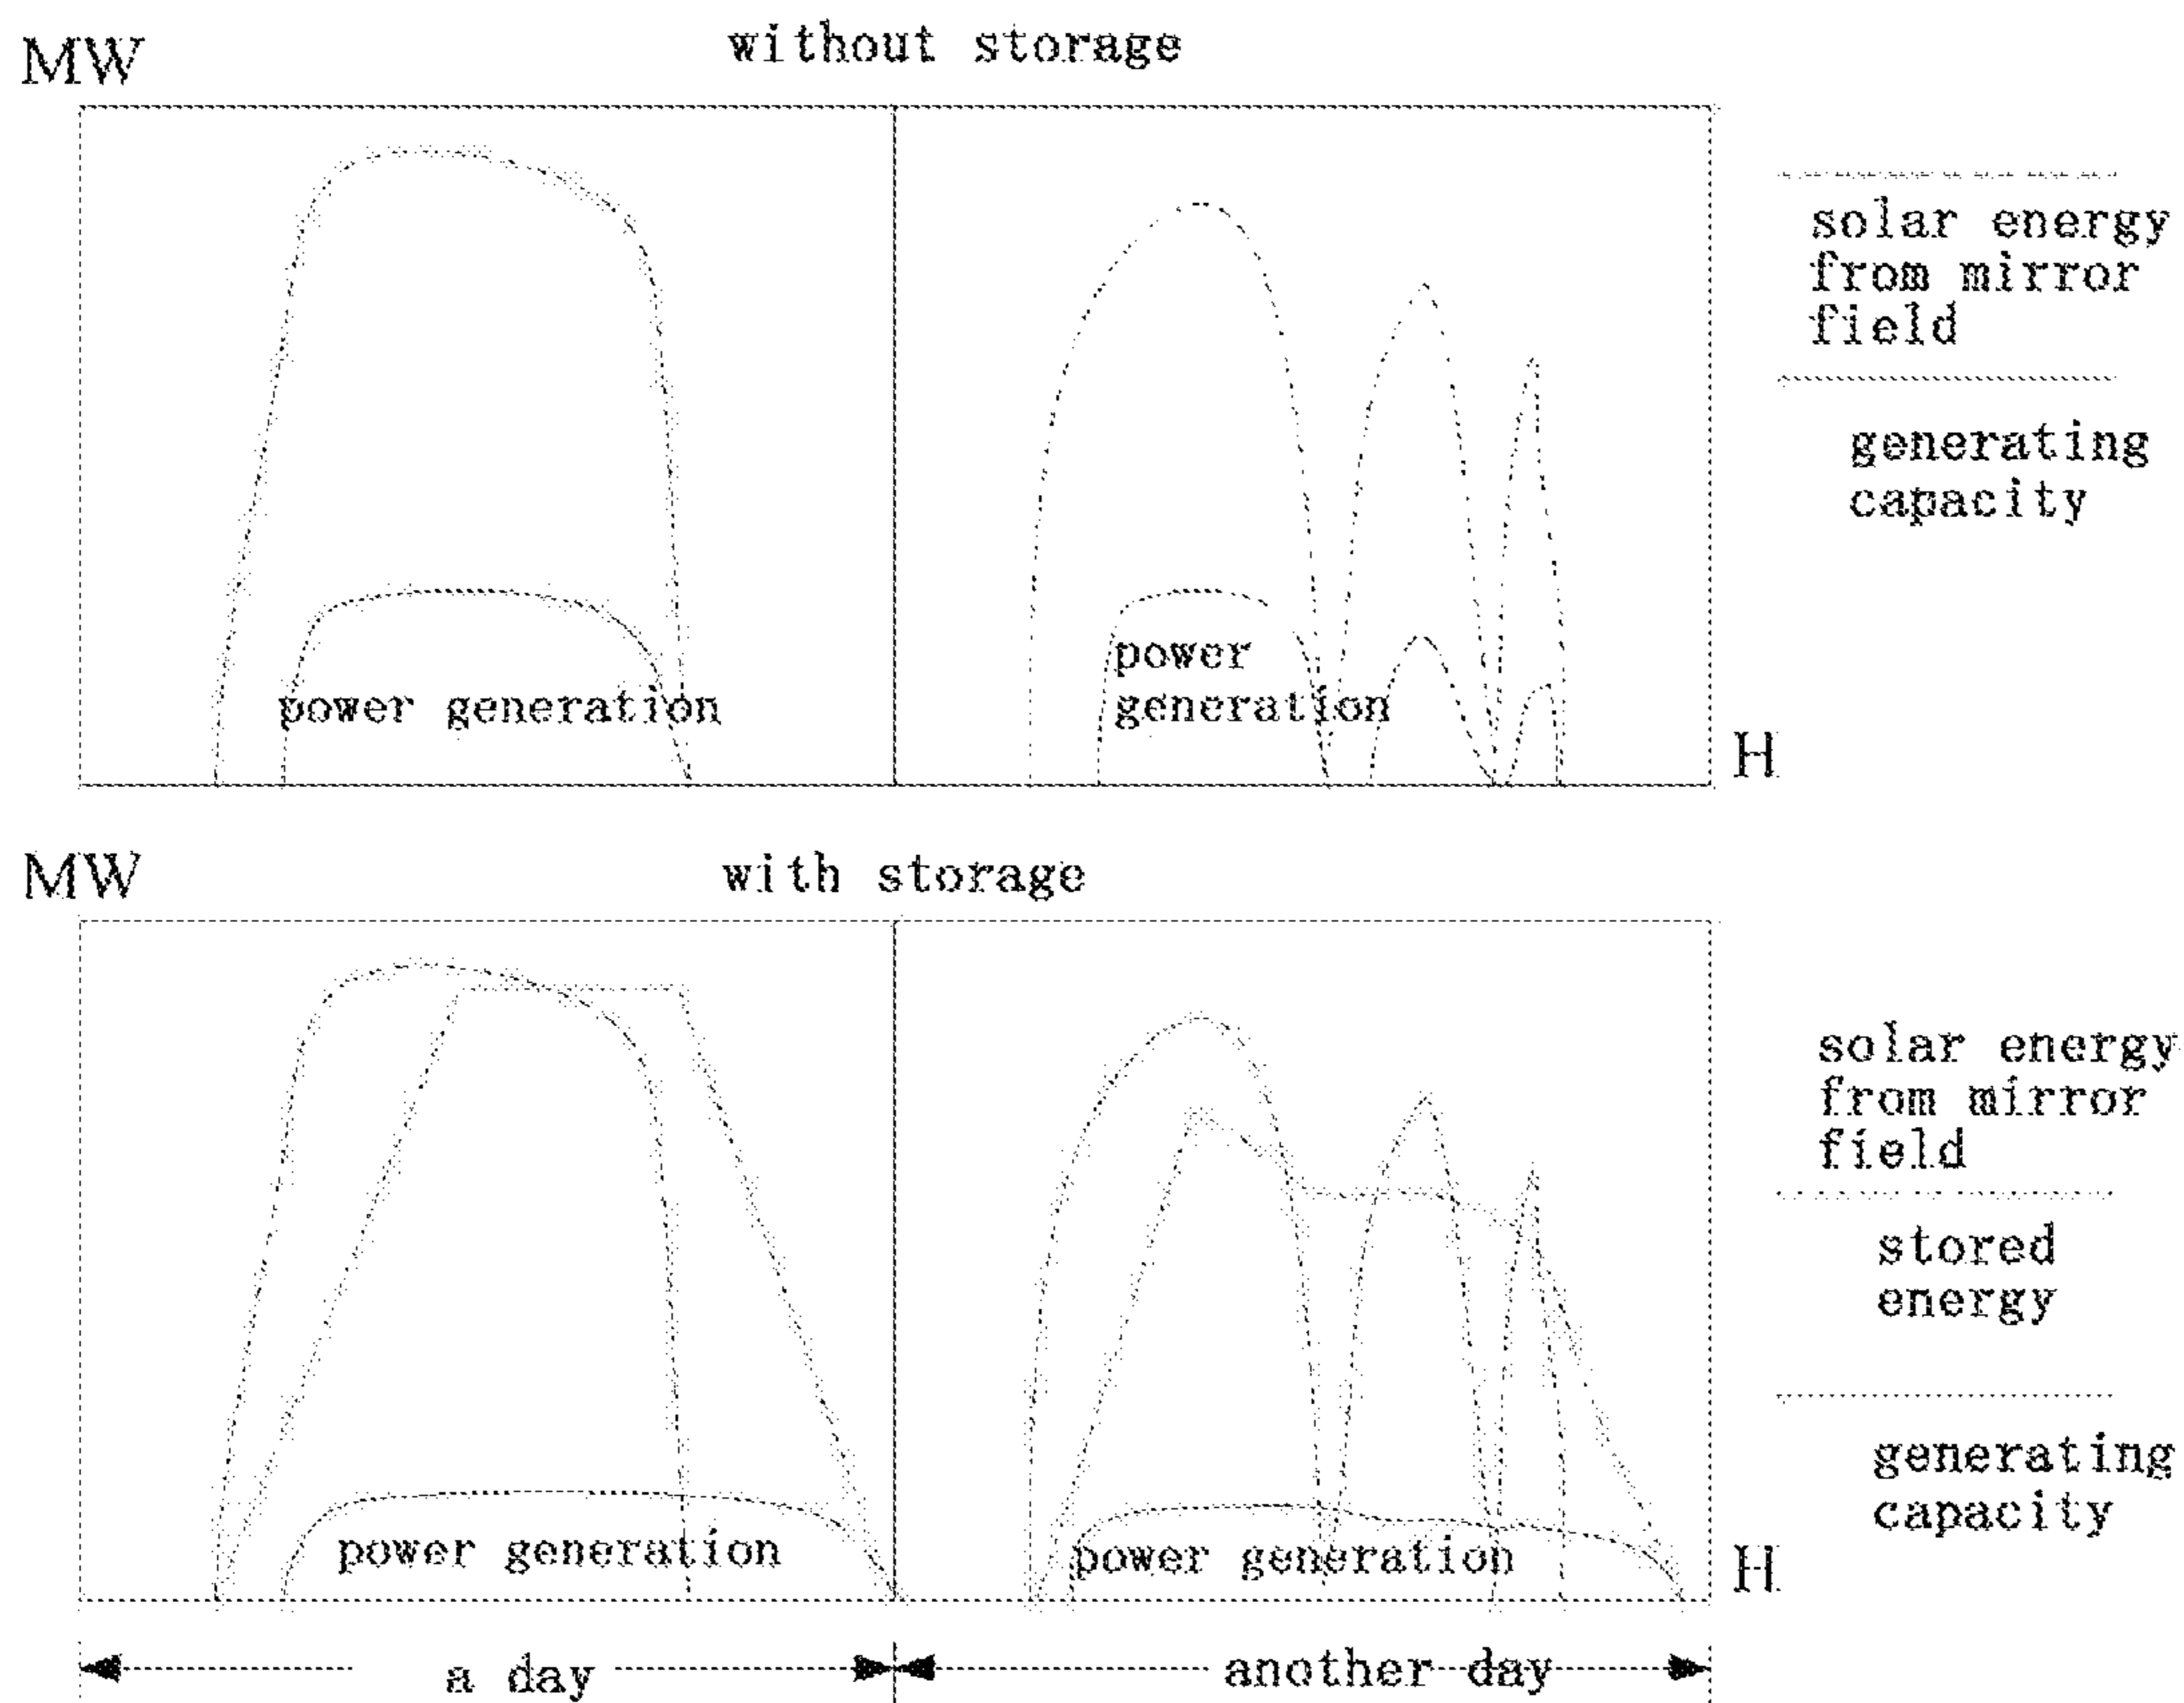 without storage
MW
power generation
power
generation
H
solar energy
from mirror
field
generating
capacity
with storage
MW
power generation
power generation
H
solar energy
from mirror
field
stored
energy
generating
capacity
a day
another day